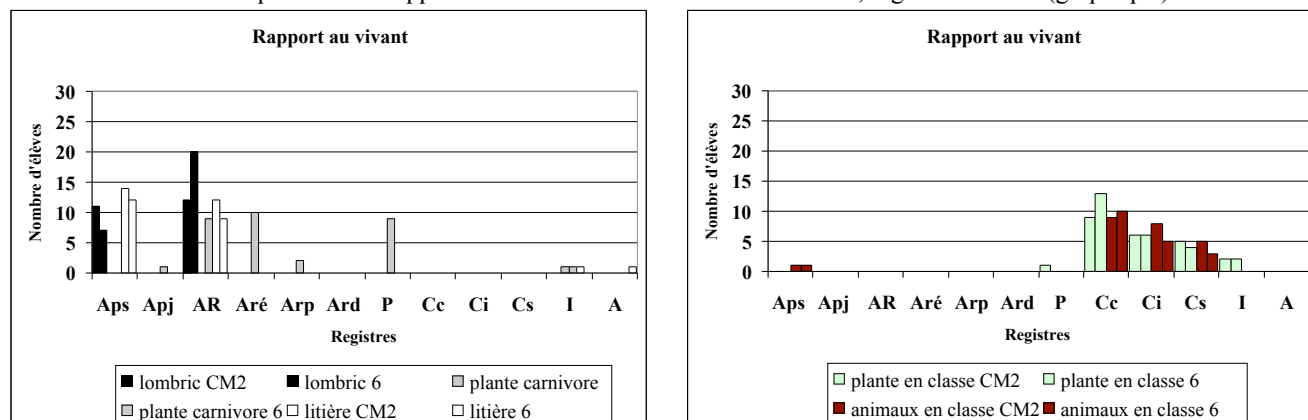 Rapport au vivant
30
25
20
15
10
5
0
Nombre d'élèves
Aps Apj AR Aré Arp Ard P Cc Ci Cs I A
Registres
lombric CM2 lombric 6 plante carnivore
plante carnivore 6 litière CM2 litière 6
Rapport au vivant
30
25
20
15
10
5
0
Nombre d'élèves
Aps Apj AR Aré Arp Ard P Cc Ci Cs I A
Registres
plante en classe CM2 plante en classe 6
animaux en classe CM2 animaux en classe 6